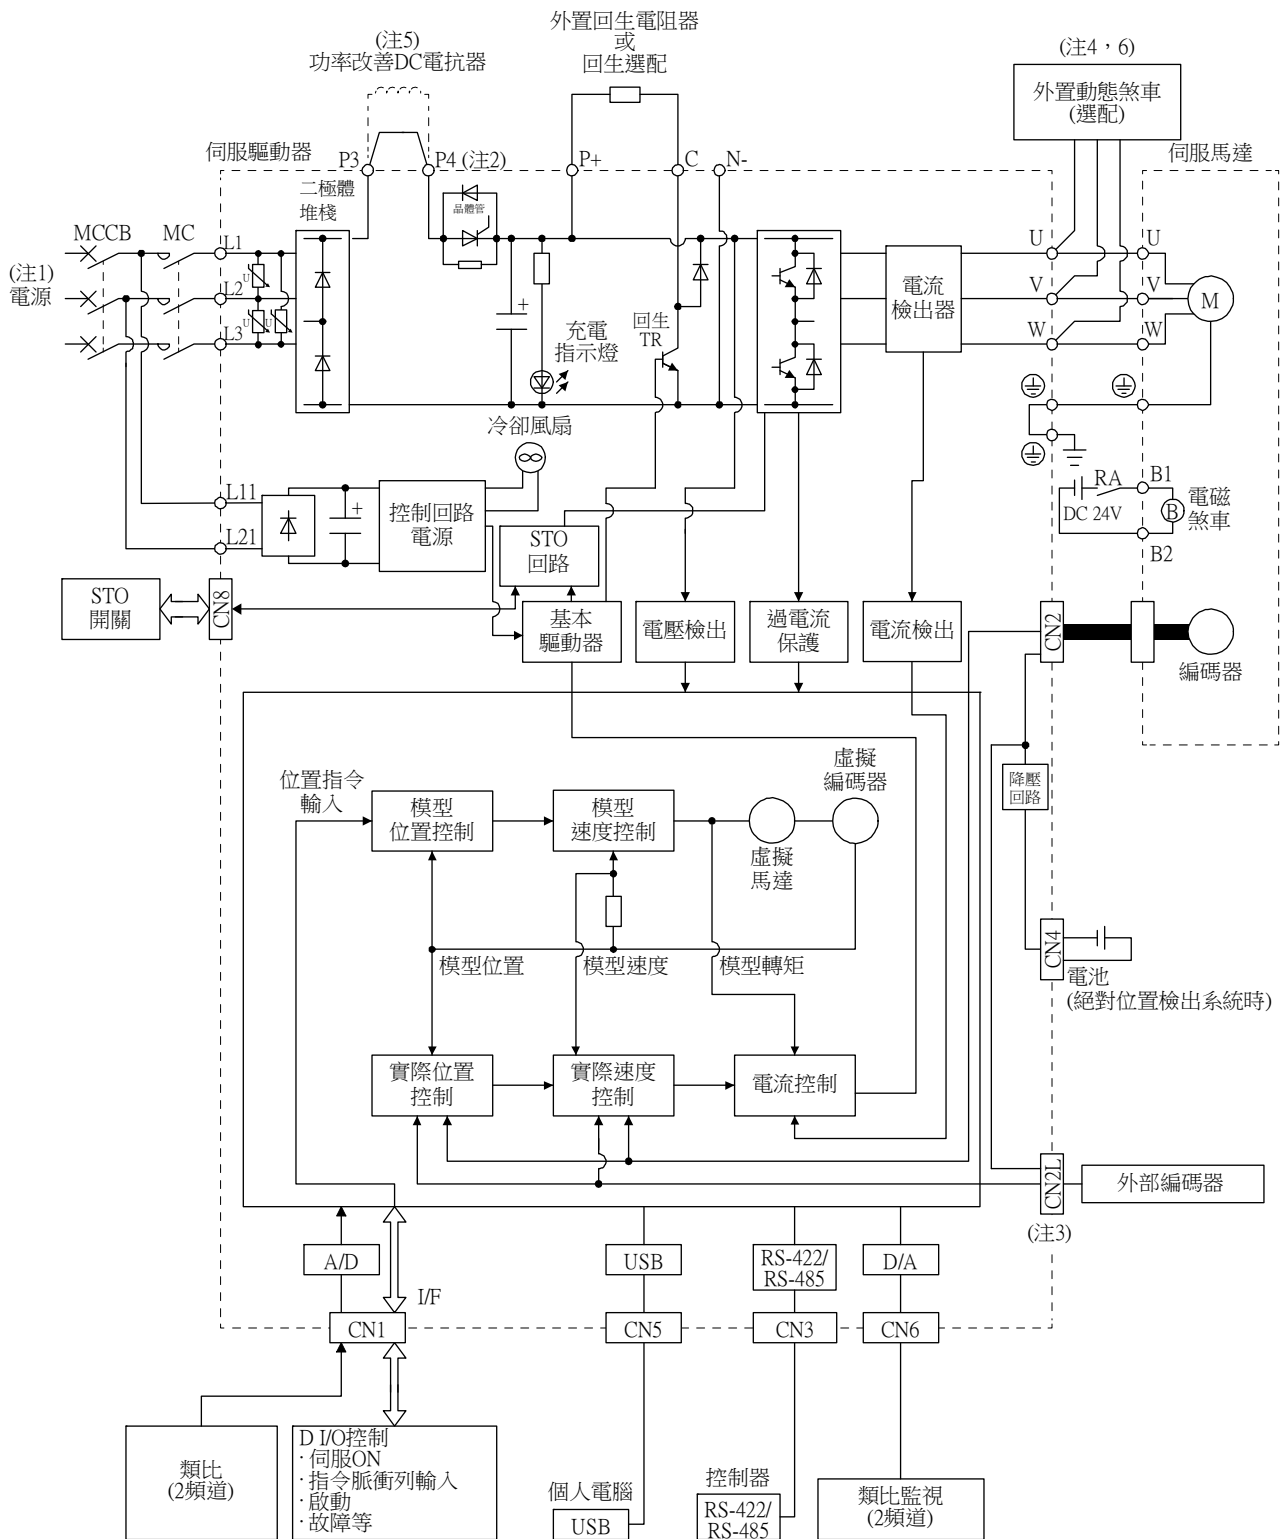 外置回生電阻器
或
回生選配
(注5)
功率改善DC電抗器
(注4，6)
外置動態煞車
(選配)
伺服驅動器
P3
P4 (注2)
P+
C
N-
伺服馬達
二極體
堆棧
晶體管
MCCB
MC
L1
U
U
(注1)
電源
U
L2
電流
檢出器
V
V
M
U
U
L3
回生
TR
充電
指示燈
W
W
+
冷卻風扇
L11
+
控制回路
電源
RA
B1
DC 24V
B
電磁
煞車
L21
STO
回路
B2
STO
開關
CN8
基本
驅動器
電壓檢出
過電流
保護
電流檢出
CN2
編碼器
虛擬
編碼器
位置指令
輸入
模型
位置控制
模型
速度控制
降壓
回路
虛擬
馬達
模型位置
模型速度
模型轉矩
CN4
電池
(絕對位置檢出系統時)
實際位置
控制
實際速度
控制
電流控制
CN2L
外部編碼器
(注3)
A/D
USB
RS-422/
RS-485
D/A
I/F
CN1
CN5
CN3
CN6
類比
(2頻道)
D I/O控制
·伺服ON
·指令脈衝列輸入
·啟動
·故障等
個人電腦
USB
控制器
RS-422/
RS-485
類比監視
(2頻道)